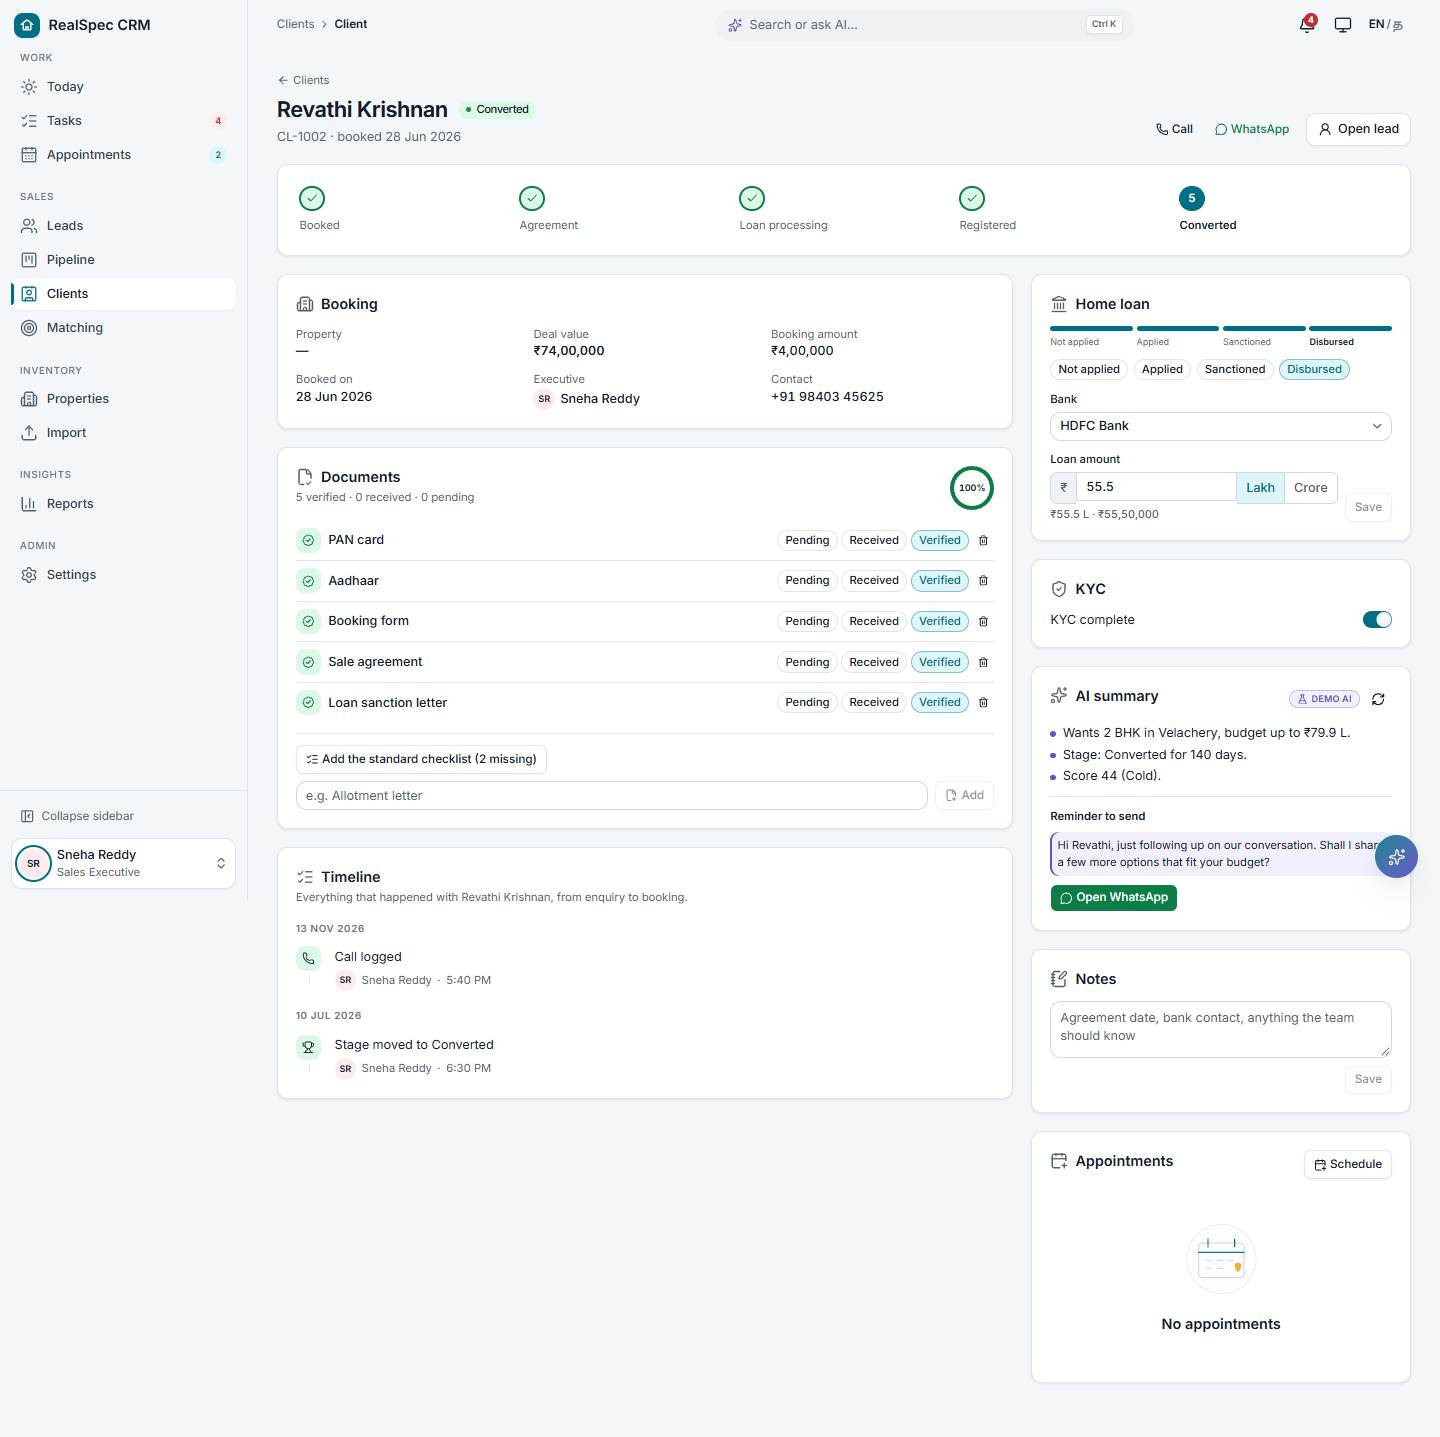 RealSpec CRM
WORK
Today
Tasks 4
Appointments 2
SALES
Leads
Pipeline
Clients
Matching
INVENTORY
Properties
Import
INSIGHTS
Reports
ADMIN
Settings
Collapse sidebar
SR Sneha Reddy
Sales Executive
Clients > Client
Search or ask AI... Ctrl K
4
EN / த
← Clients
Revathi Krishnan • Converted
CL-1002 · booked 28 Jun 2026
Call WhatsApp Open lead
5
Booked Agreement Loan processing Registered Converted
Booking
Property Deal value Booking amount
— ₹74,00,000 ₹4,00,000
Booked on Executive Contact
28 Jun 2026 SR Sneha Reddy +91 98403 45625
Documents
5 verified · 0 received · 0 pending
100%
PAN card Pending Received Verified
Aadhaar Pending Received Verified
Booking form Pending Received Verified
Sale agreement Pending Received Verified
Loan sanction letter Pending Received Verified
Add the standard checklist (2 missing)
e.g. Allotment letter Add
Timeline
Everything that happened with Revathi Krishnan, from enquiry to booking.
13 NOV 2026
Call logged
SR Sneha Reddy · 5:40 PM
10 JUL 2026
Stage moved to Converted
SR Sneha Reddy · 6:30 PM
Home loan
Not applied Applied Sanctioned Disbursed
Not applied Applied Sanctioned Disbursed
Bank
HDFC Bank
Loan amount
₹ 55.5 Lakh Crore
₹55.5 L · ₹55,50,000
Save
KYC
KYC complete
AI summary DEMO AI
• Wants 2 BHK in Velachery, budget up to ₹79.9 L.
• Stage: Converted for 140 days.
• Score 44 (Cold).
Reminder to send
Hi Revathi, just following up on our conversation. Shall I shar
a few more options that fit your budget?
Open WhatsApp
Notes
Agreement date, bank contact, anything the team
should know
Save
Appointments Schedule
No appointments